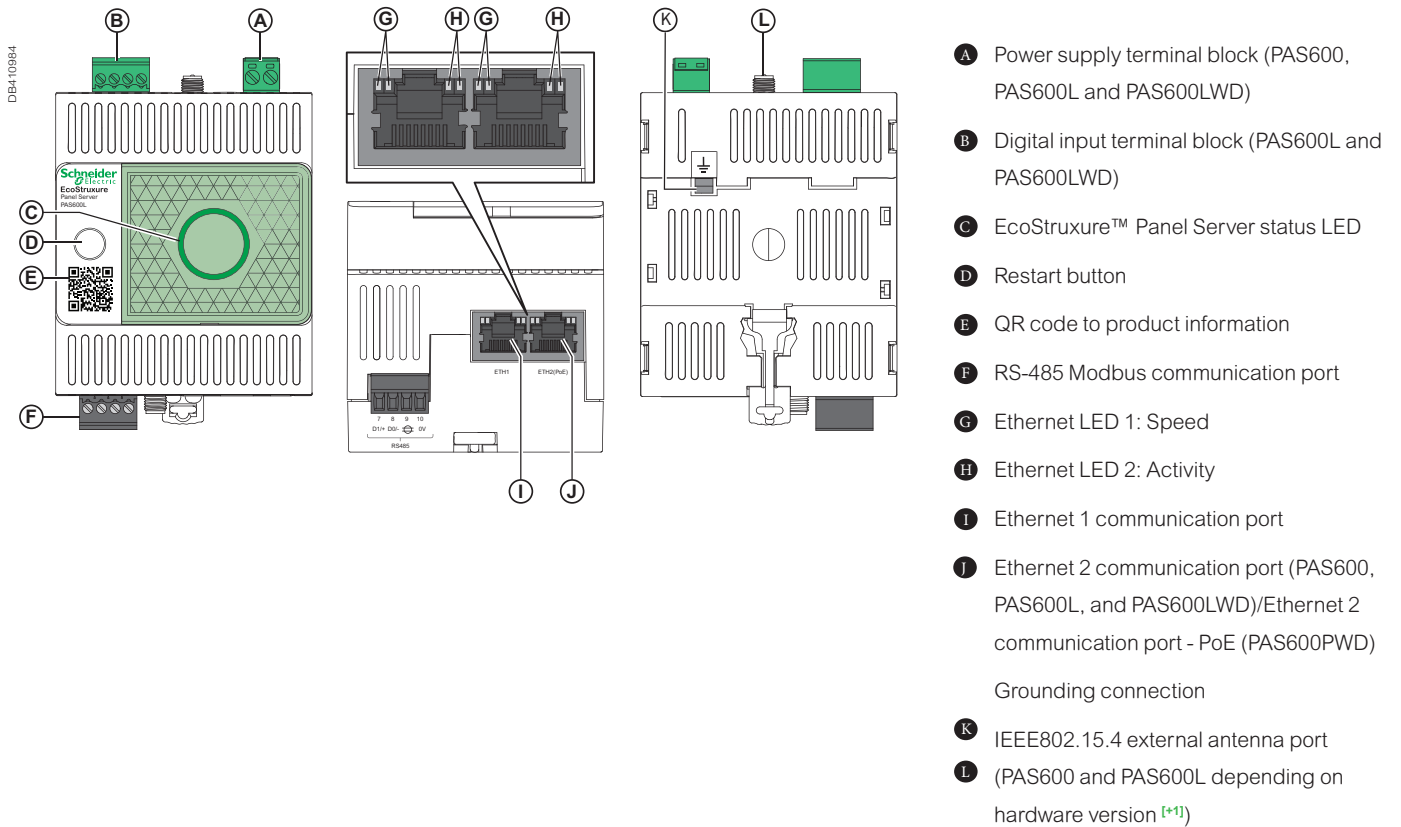 B
A
G
H
G
H
K
L
DB410984
Schneider
Electric
EcoStruxure
Panel Server
PAS600L
C
D
E
F
ETH1
ETH2(PoE)
7 8 9 10
D1/+ D0/- 0V
RS485
I
J
A Power supply terminal block (PAS600,
PAS600L and PAS600LWD)
B Digital input terminal block (PAS600L and
PAS600LWD)
C EcoStruxure™ Panel Server status LED
D Restart button
E QR code to product information
F RS-485 Modbus communication port
G Ethernet LED 1: Speed
H Ethernet LED 2: Activity
I Ethernet 1 communication port
J Ethernet 2 communication port (PAS600,
PAS600L, and PAS600LWD)/Ethernet 2
communication port - PoE (PAS600PWD)
Grounding connection
K IEEE802.15.4 external antenna port
L (PAS600 and PAS600L depending on
hardware version [+1])